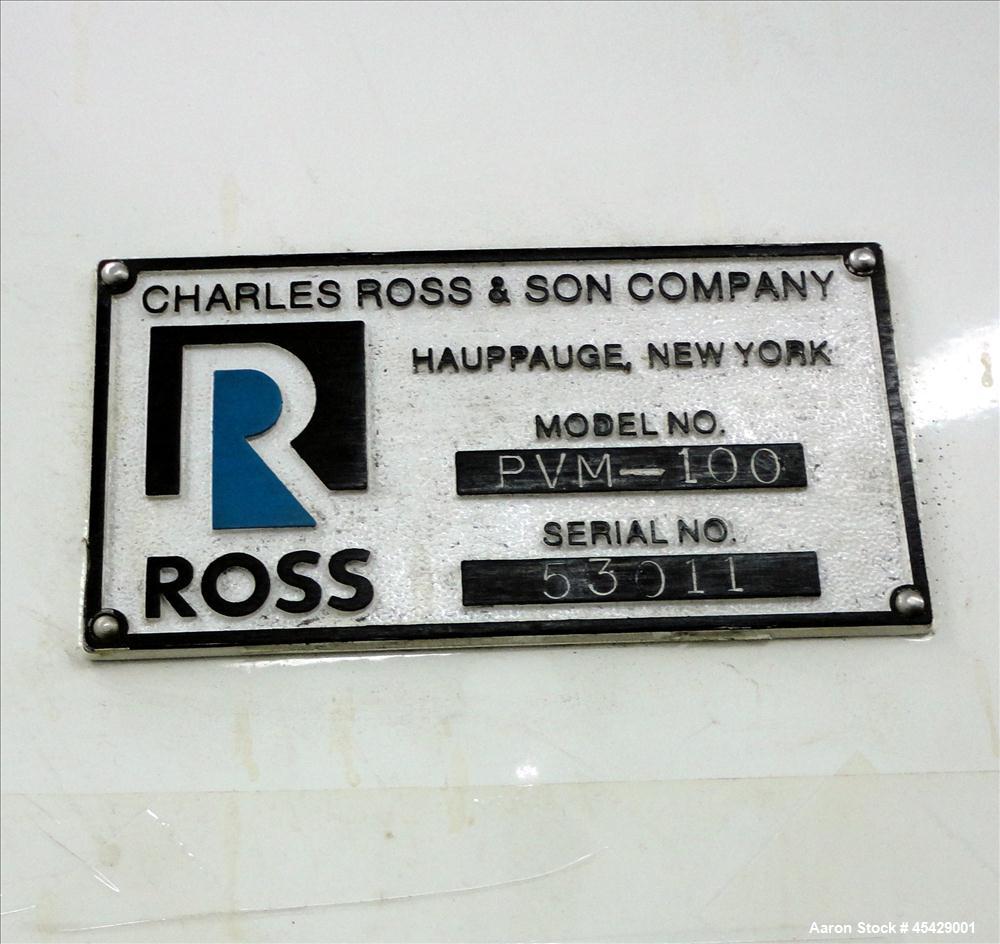 CHARLES ROSS & SON COMPANY
R
HAUPPAUGE, NEW YORK
MODEL NO.
PVM-100
SERIAL NO.
53011
ROSS
Aaron Stock # 45429001